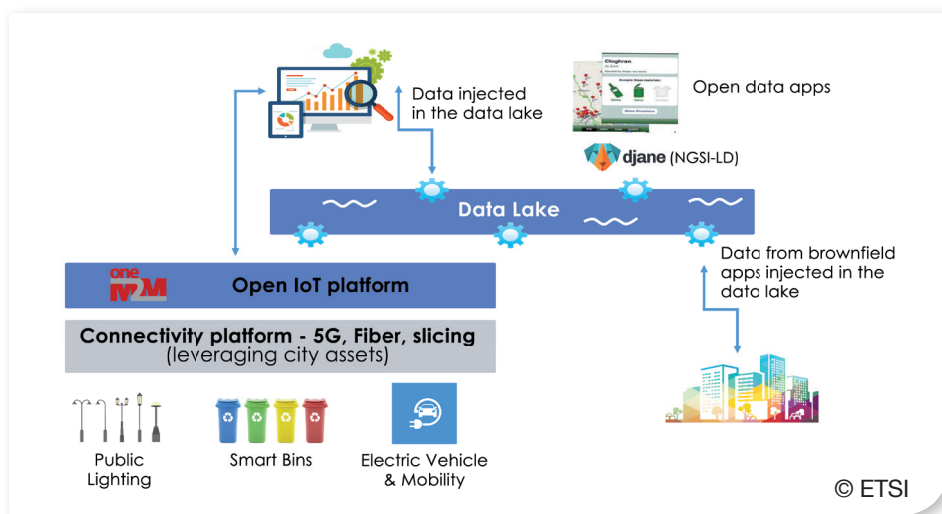 Data injected
in the data lake
Cloghran
Open data apps
djane (NGSI-LD)
Data Lake
one
M2M
Open IoT platform
Data from brownfield
apps injected in the
data lake
Connectivity platform - 5G, Fiber, slicing
(leveraging city assets)
Public
Lighting
Smart Bins
Electric Vehicle
& Mobility
© ETSI